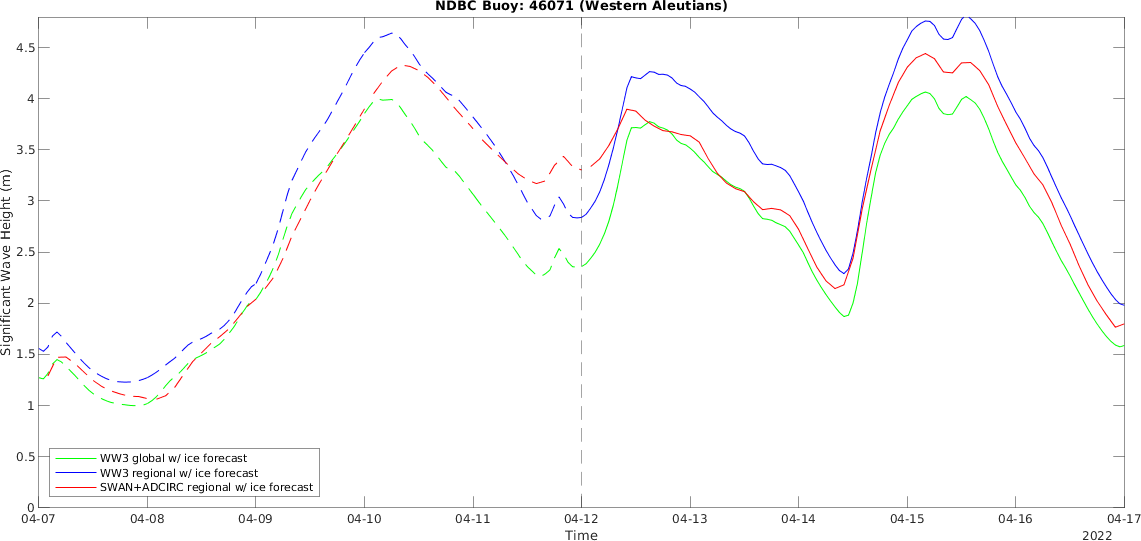 NDBC Buoy: 46071 (Western Aleutians)
Significant Wave Height (m)
4.5
4
3.5
3
2.5
2
1.5
1
0.5
0
WW3 global w/ ice forecast
WW3 regional w/ ice forecast
SWAN+ADCIRC regional w/ ice forecast
04-07 04-08 04-09 04-10 04-11 04-12 04-13 04-14 04-15 04-16 04-17
Time
2022